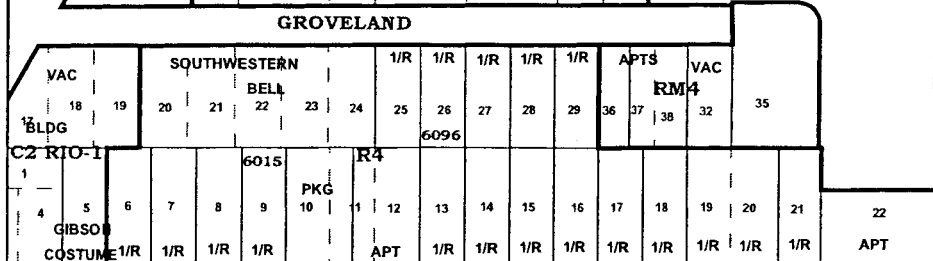 GROVELAND
1/R 1/R 1/R 1/R 1/R APTS
SOUTHWESTERN VAC
VAC BELL RM4
18 19 20 21 22 23 24 25 26 27 28 29 36 37 38 32 35
17 BLDG 6096
C2 RIO-1 6015 R4
1 PKG
4 5 6 7 8 9 10 11 12 13 14 15 16 17 18 19 20 21 22
GIBSON
COSTUME 1/R 1/R 1/R 1/R APT 1/R 1/R 1/R 1/R 1/R 1/R 1/R 1/R 1/R APT